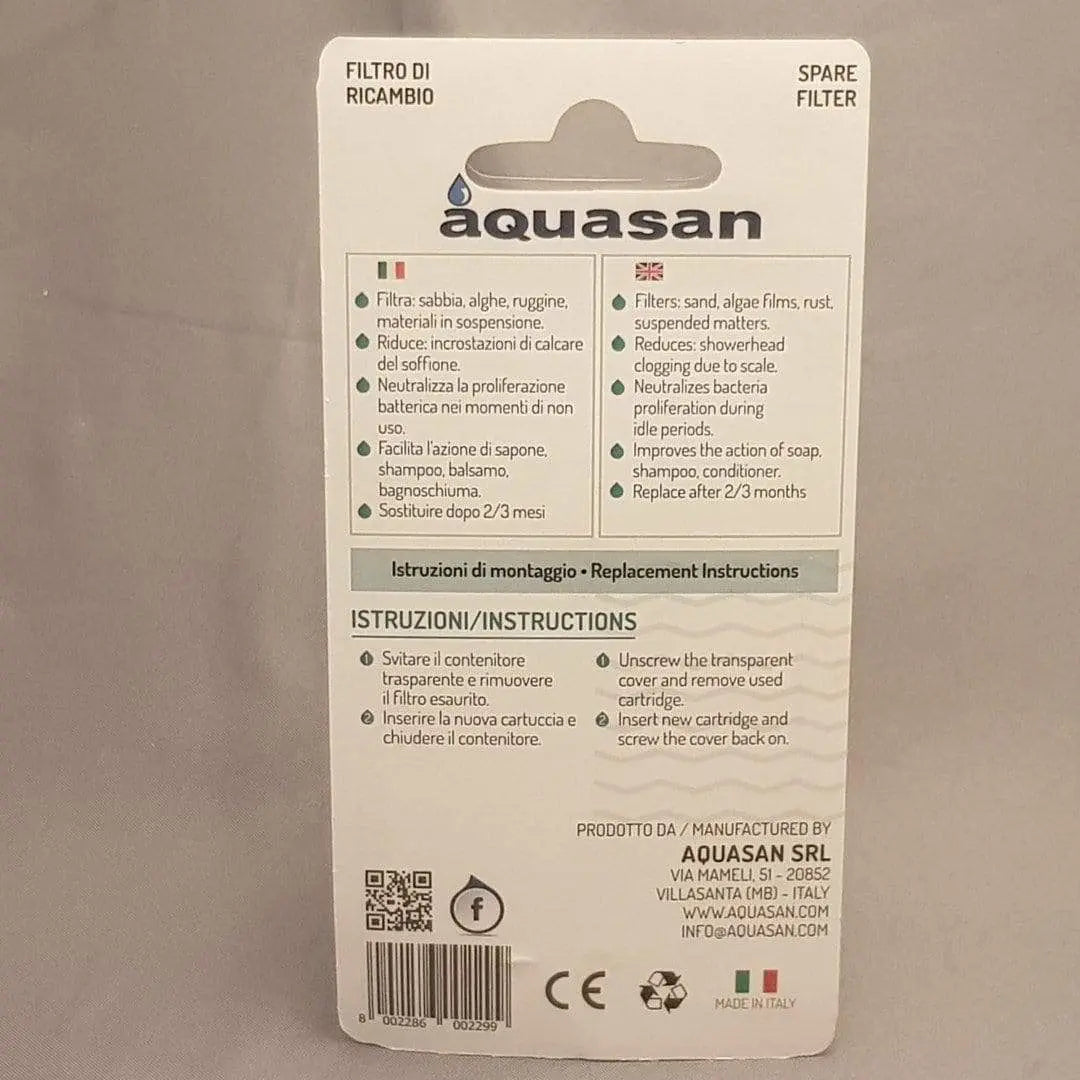 FILTRO DI
RICAMBIO
SPARE
FILTER
aquasan
Filtra: sabbia, alghe, ruggine,
materiali in sospensione.
Riduce: incrostazioni di calcare
del soffione.
Neutralizza la proliferazione
batterica nei momenti di non
uso.
Facilita l'azione di sapone,
shampoo, balsamo,
bagnoschiuma.
Sostituire dopo 2/3 mesi
Filters: sand, algae films, rust,
suspended matters.
Reduces: showerhead
clogging due to scale.
Neutralizes bacteria
proliferation during
idle periods.
Improves the action of soap,
shampoo, conditioner.
Replace after 2/3 months
Istruzioni di montaggio • Replacement Instructions
ISTRUZIONI/INSTRUCTIONS
1 Svitare il contenitore
trasparente e rimuovere
il filtro esaurito.
2 Inserire la nuova cartuccia e
chiudere il contenitore.
1 Unscrew the transparent
cover and remove used
cartridge.
2 Insert new cartridge and
screw the cover back on.
PRODOTTO DA / MANUFACTURED BY
AQUASAN SRL
VIA MAMELI, 51 - 20852
VILLASANTA (MB) - ITALY
WWW.AQUASAN.COM
INFO@AQUASAN.COM
f
8 002286 002299
CE
MADE IN ITALY